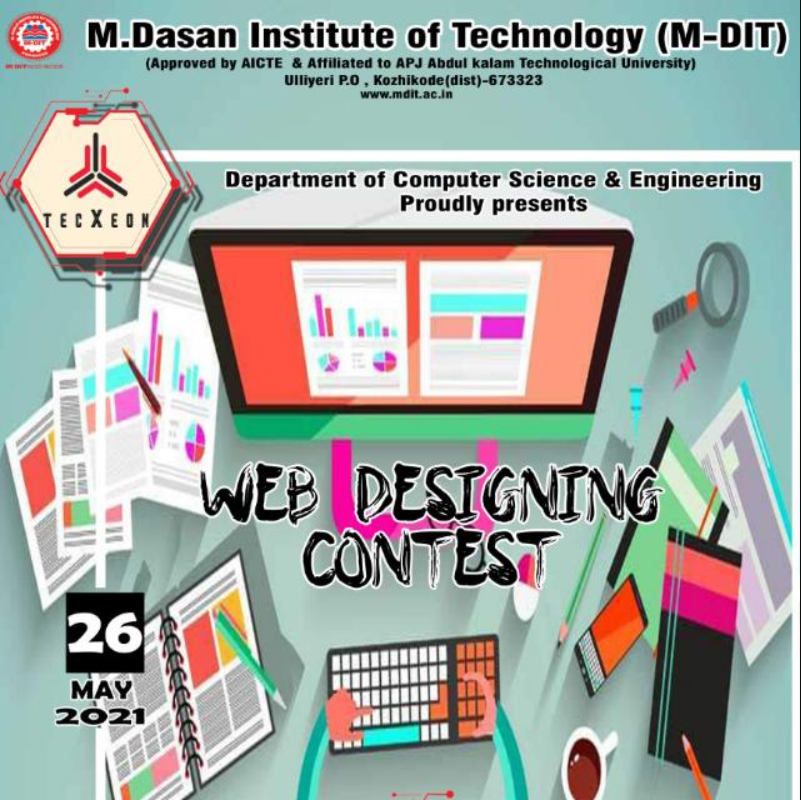 M.Dasan Institute of Technology (M-DIT)
(Approved by AICTE & Affiliated to APJ Abdul kalam Technological University)
Ulliyeri P.O , Kozhikode(dist)-673323
www.mdit.ac.in
TECXEON
Department of Computer Science & Engineering
Proudly presents
WEB DESIGNING
CONTEST
26
MAY
2021